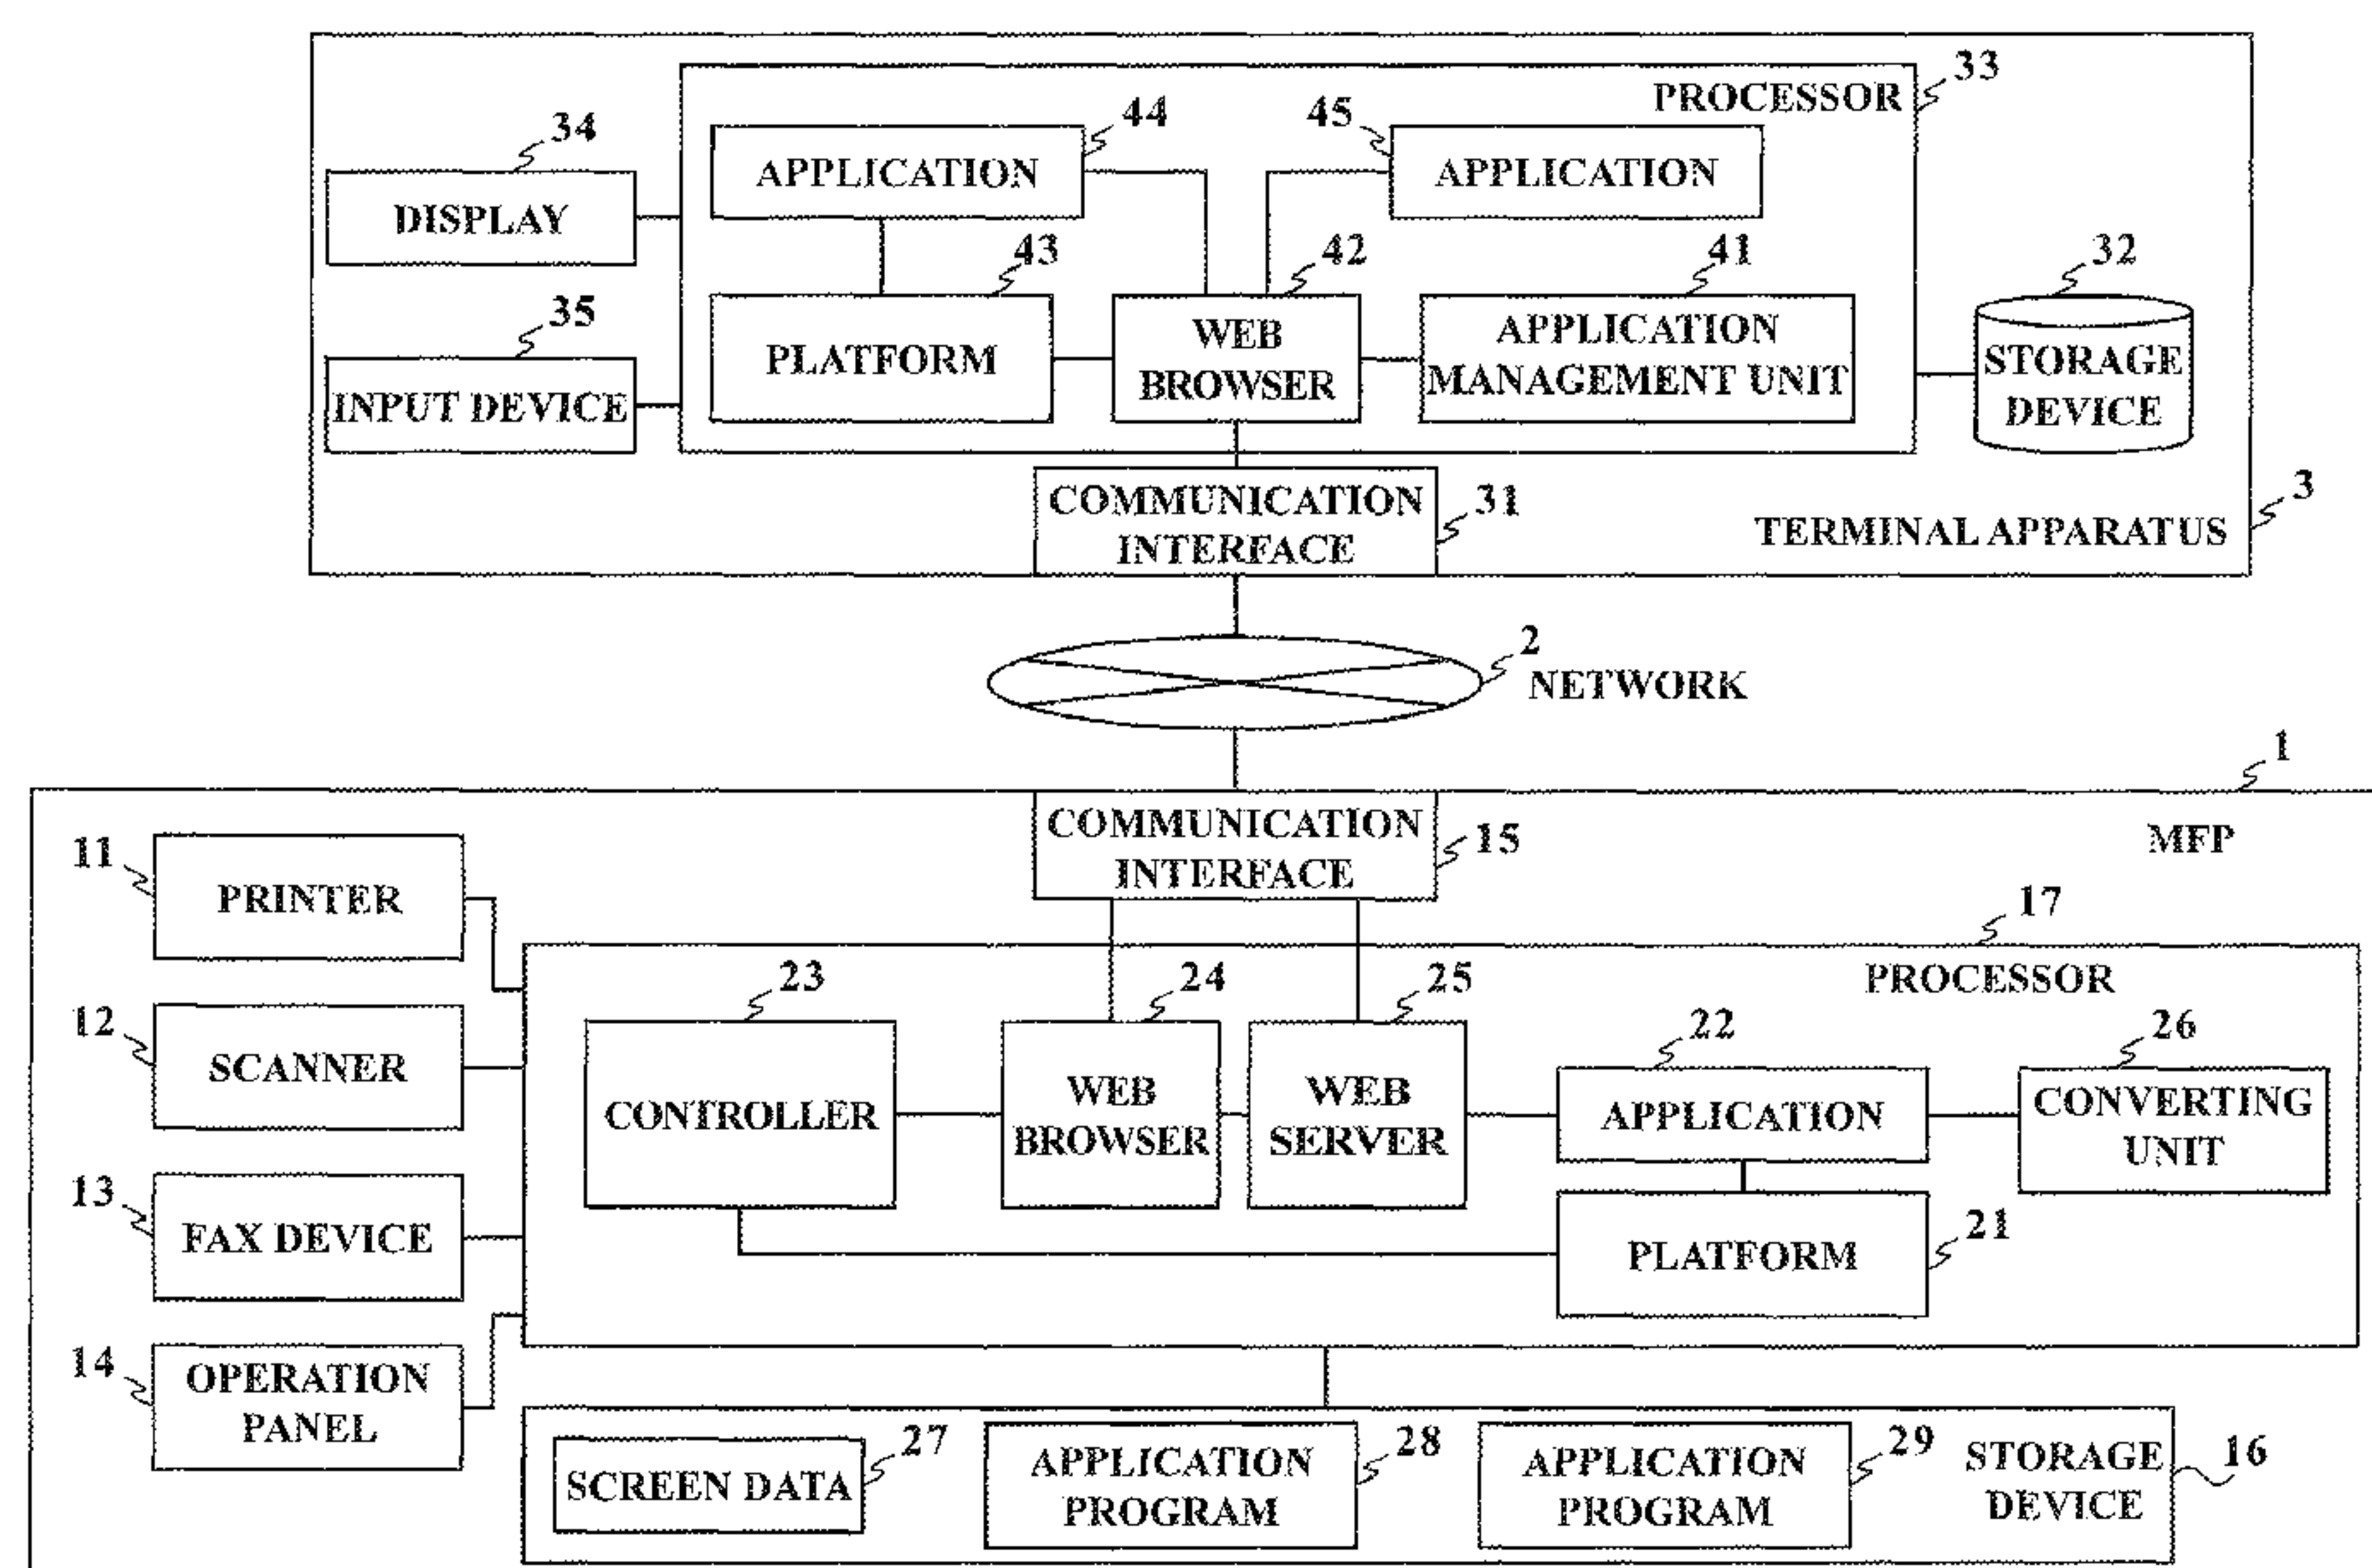 33
PROCESSOR
34
44
45
APPLICATION
APPLICATION
DISPLAY
43
42
41
32
35
WEB
BROWSER
APPLICATION
MANAGEMENT UNIT
PLATFORM
STORAGE
DEVICE
INPUT DEVICE
COMMUNICATION
INTERFACE
31
3
TERMINAL APPARATUS
2
NETWORK
1
COMMUNICATION
INTERFACE
15
MFP
11
PRINTER
17
PROCESSOR
23
24
25
12
SCANNER
22
26
CONTROLLER
WEB
BROWSER
WEB
SERVER
APPLICATION
CONVERTING
UNIT
13
FAX DEVICE
PLATFORM
21
14
OPERATION
PANEL
SCREEN DATA
27
APPLICATION
PROGRAM
28
APPLICATION
PROGRAM
29
STORAGE
DEVICE
16